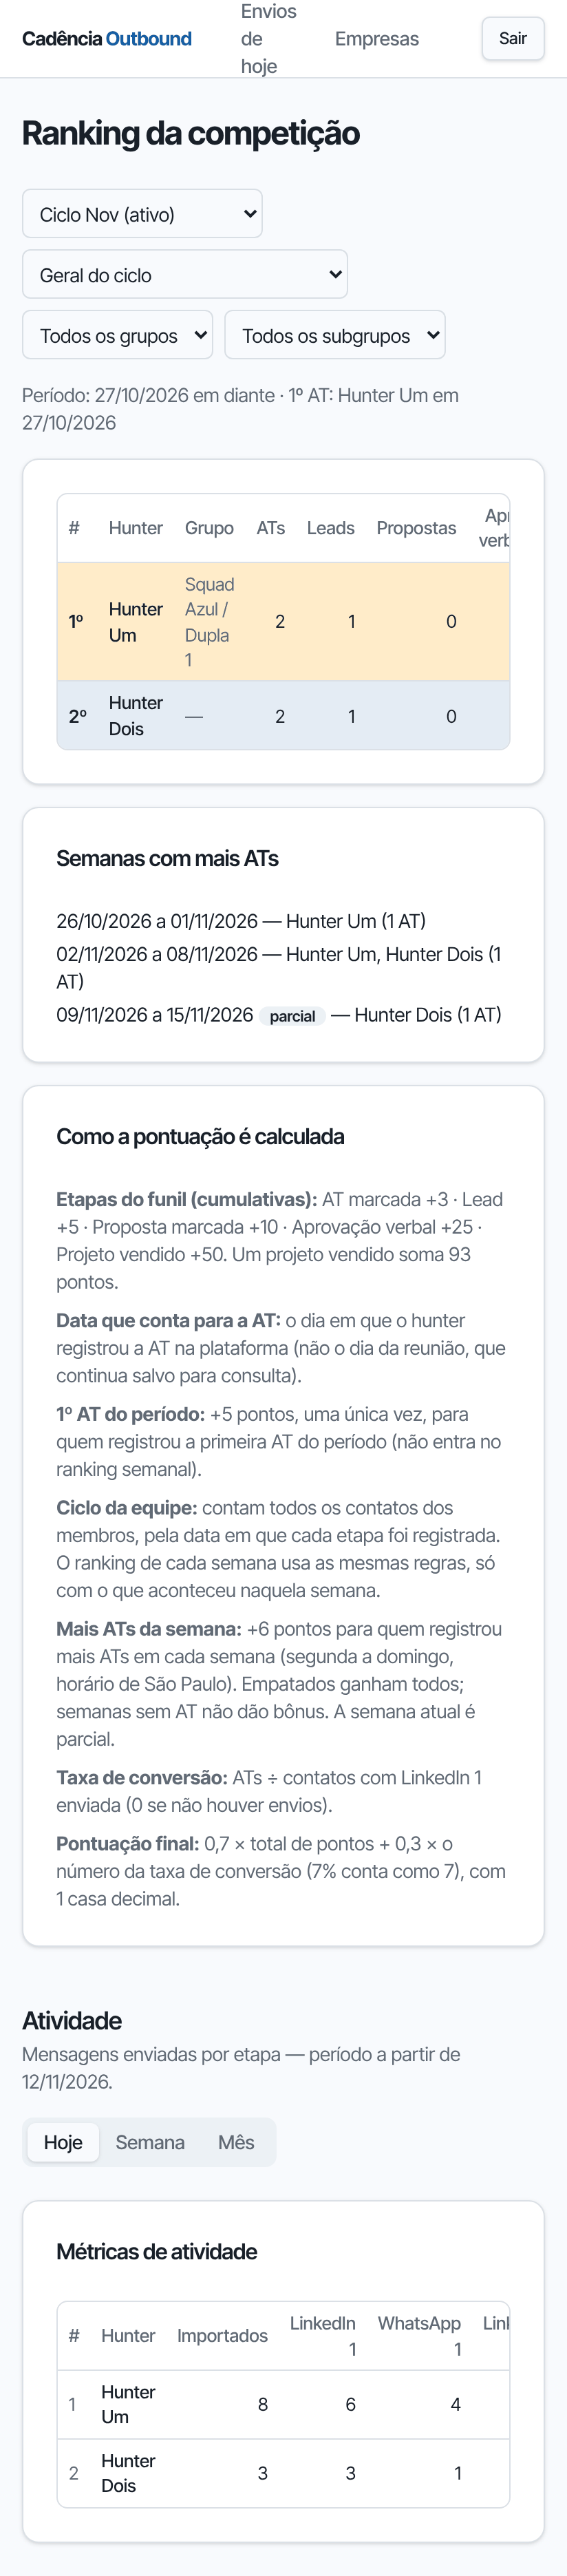 Cadência Outbound
Envios
de
hoje
Empresas
Sair
Ranking da competição
Ciclo Nov (ativo)
Geral do ciclo
Todos os grupos
Todos os subgrupos
Período: 27/10/2026 em diante · 1º AT: Hunter Um em
27/10/2026
# Hunter Grupo ATs Leads Propostas
1º Hunter Um Squad Azul / Dupla 1 2 1 0
2º Hunter Dois — 2 1 0
Semanas com mais ATs
26/10/2026 a 01/11/2026 — Hunter Um (1 AT)
02/11/2026 a 08/11/2026 — Hunter Um, Hunter Dois (1
AT)
09/11/2026 a 15/11/2026 parcial — Hunter Dois (1 AT)
Como a pontuação é calculada
Etapas do funil (cumulativas): AT marcada +3 · Lead
+5 · Proposta marcada +10 · Aprovação verbal +25 ·
Projeto vendido +50. Um projeto vendido soma 93
pontos.
Data que conta para a AT: o dia em que o hunter
registrou a AT na plataforma (não o dia da reunião, que
continua salvo para consulta).
1º AT do período: +5 pontos, uma única vez, para
quem registrou a primeira AT do período (não entra no
ranking semanal).
Ciclo da equipe: contam todos os contatos dos
membros, pela data em que cada etapa foi registrada.
O ranking de cada semana usa as mesmas regras, só
com o que aconteceu naquela semana.
Mais ATs da semana: +6 pontos para quem registrou
mais ATs em cada semana (segunda a domingo,
horário de São Paulo). Empatados ganham todos;
semanas sem AT não dão bônus. A semana atual é
parcial.
Taxa de conversão: ATs ÷ contatos com LinkedIn 1
enviada (0 se não houver envios).
Pontuação final: 0,7 × total de pontos + 0,3 × o
número da taxa de conversão (7% conta como 7), com
1 casa decimal.
Atividade
Mensagens enviadas por etapa — período a partir de
12/11/2026.
Hoje Semana Mês
Métricas de atividade
# Hunter Importados LinkedIn 1 WhatsApp 1
1 Hunter Um 8 6 4
2 Hunter Dois 3 3 1